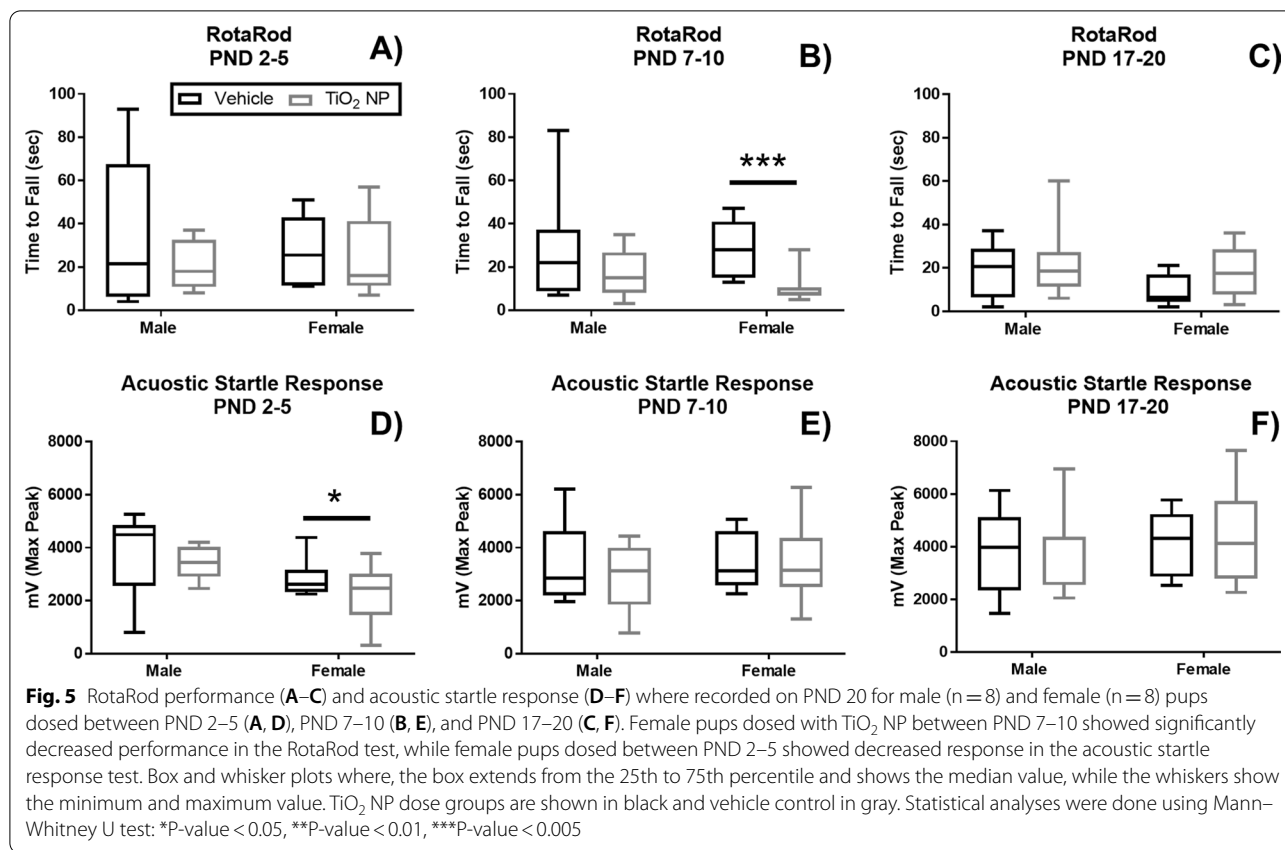 RotaRod
PND 2-5
A)
Vehicle
TiO2 NP
Time to Fall (sec)
100
80
60
40
20
0
Male
Female
RotaRod
PND 7-10
B)
Time to Fall (sec)
100
80
60
40
20
0
***
Male
Female
RotaRod
PND 17-20
C)
Time to Fall (sec)
100
80
60
40
20
0
Male
Female
Acuostic Startle Response
PND 2-5
D)
mV (Max Peak)
8000
6000
4000
2000
0
*
Male
Female
Acoustic Startle Response
PND 7-10
E)
mV (Max Peak)
8000
6000
4000
2000
0
Male
Female
Acoustic Startle Response
PND 17-20
F)
mV (Max Peak)
8000
6000
4000
2000
0
Male
Female
Fig. 5 RotaRod performance (A–C) and acoustic startle response (D–F) where recorded on PND 20 for male (n = 8) and female (n = 8) pups
dosed between PND 2–5 (A, D), PND 7–10 (B, E), and PND 17–20 (C, F). Female pups dosed with TiO2 NP between PND 7–10 showed significantly
decreased performance in the RotaRod test, while female pups dosed between PND 2–5 showed decreased response in the acoustic startle
response test. Box and whisker plots where, the box extends from the 25th to 75th percentile and shows the median value, while the whiskers show
the minimum and maximum value. TiO2 NP dose groups are shown in black and vehicle control in gray. Statistical analyses were done using Mann–
Whitney U test: *P-value < 0.05, **P-value < 0.01, ***P-value < 0.005